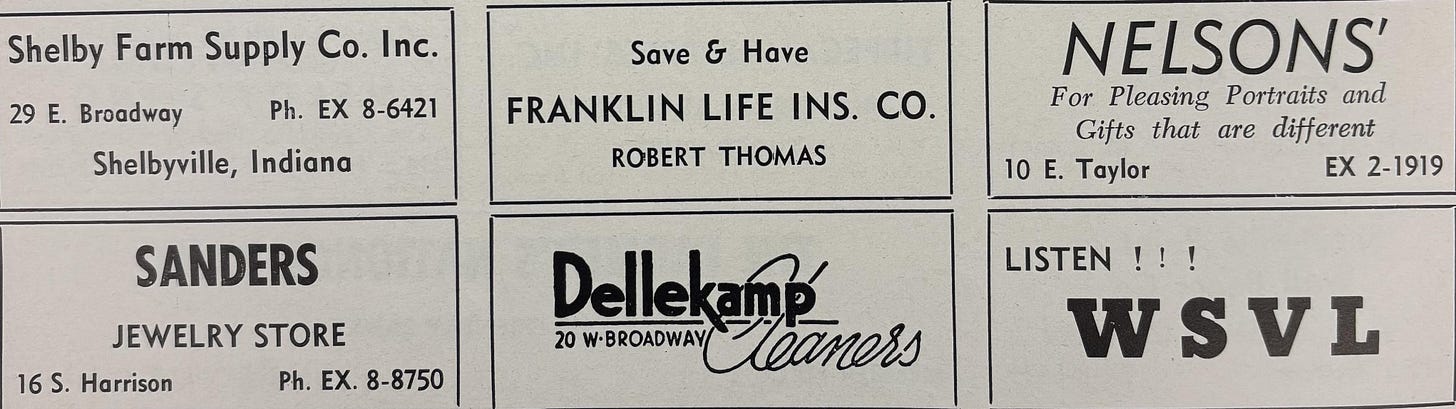 Shelby Farm Supply Co. Inc.
29 E. Broadway Ph. EX 8-6421
Shelbyville, Indiana
Save & Have
FRANKLIN LIFE INS. CO.
ROBERT THOMAS
NELSONS'
For Pleasing Portraits and
Gifts that are different
10 E. Taylor EX 2-1919
SANDERS
JEWELRY STORE
16 S. Harrison Ph. EX. 8-8750
Dellekamp
20 W·BROADWAY Cleaners
LISTEN ! ! !
WSVL